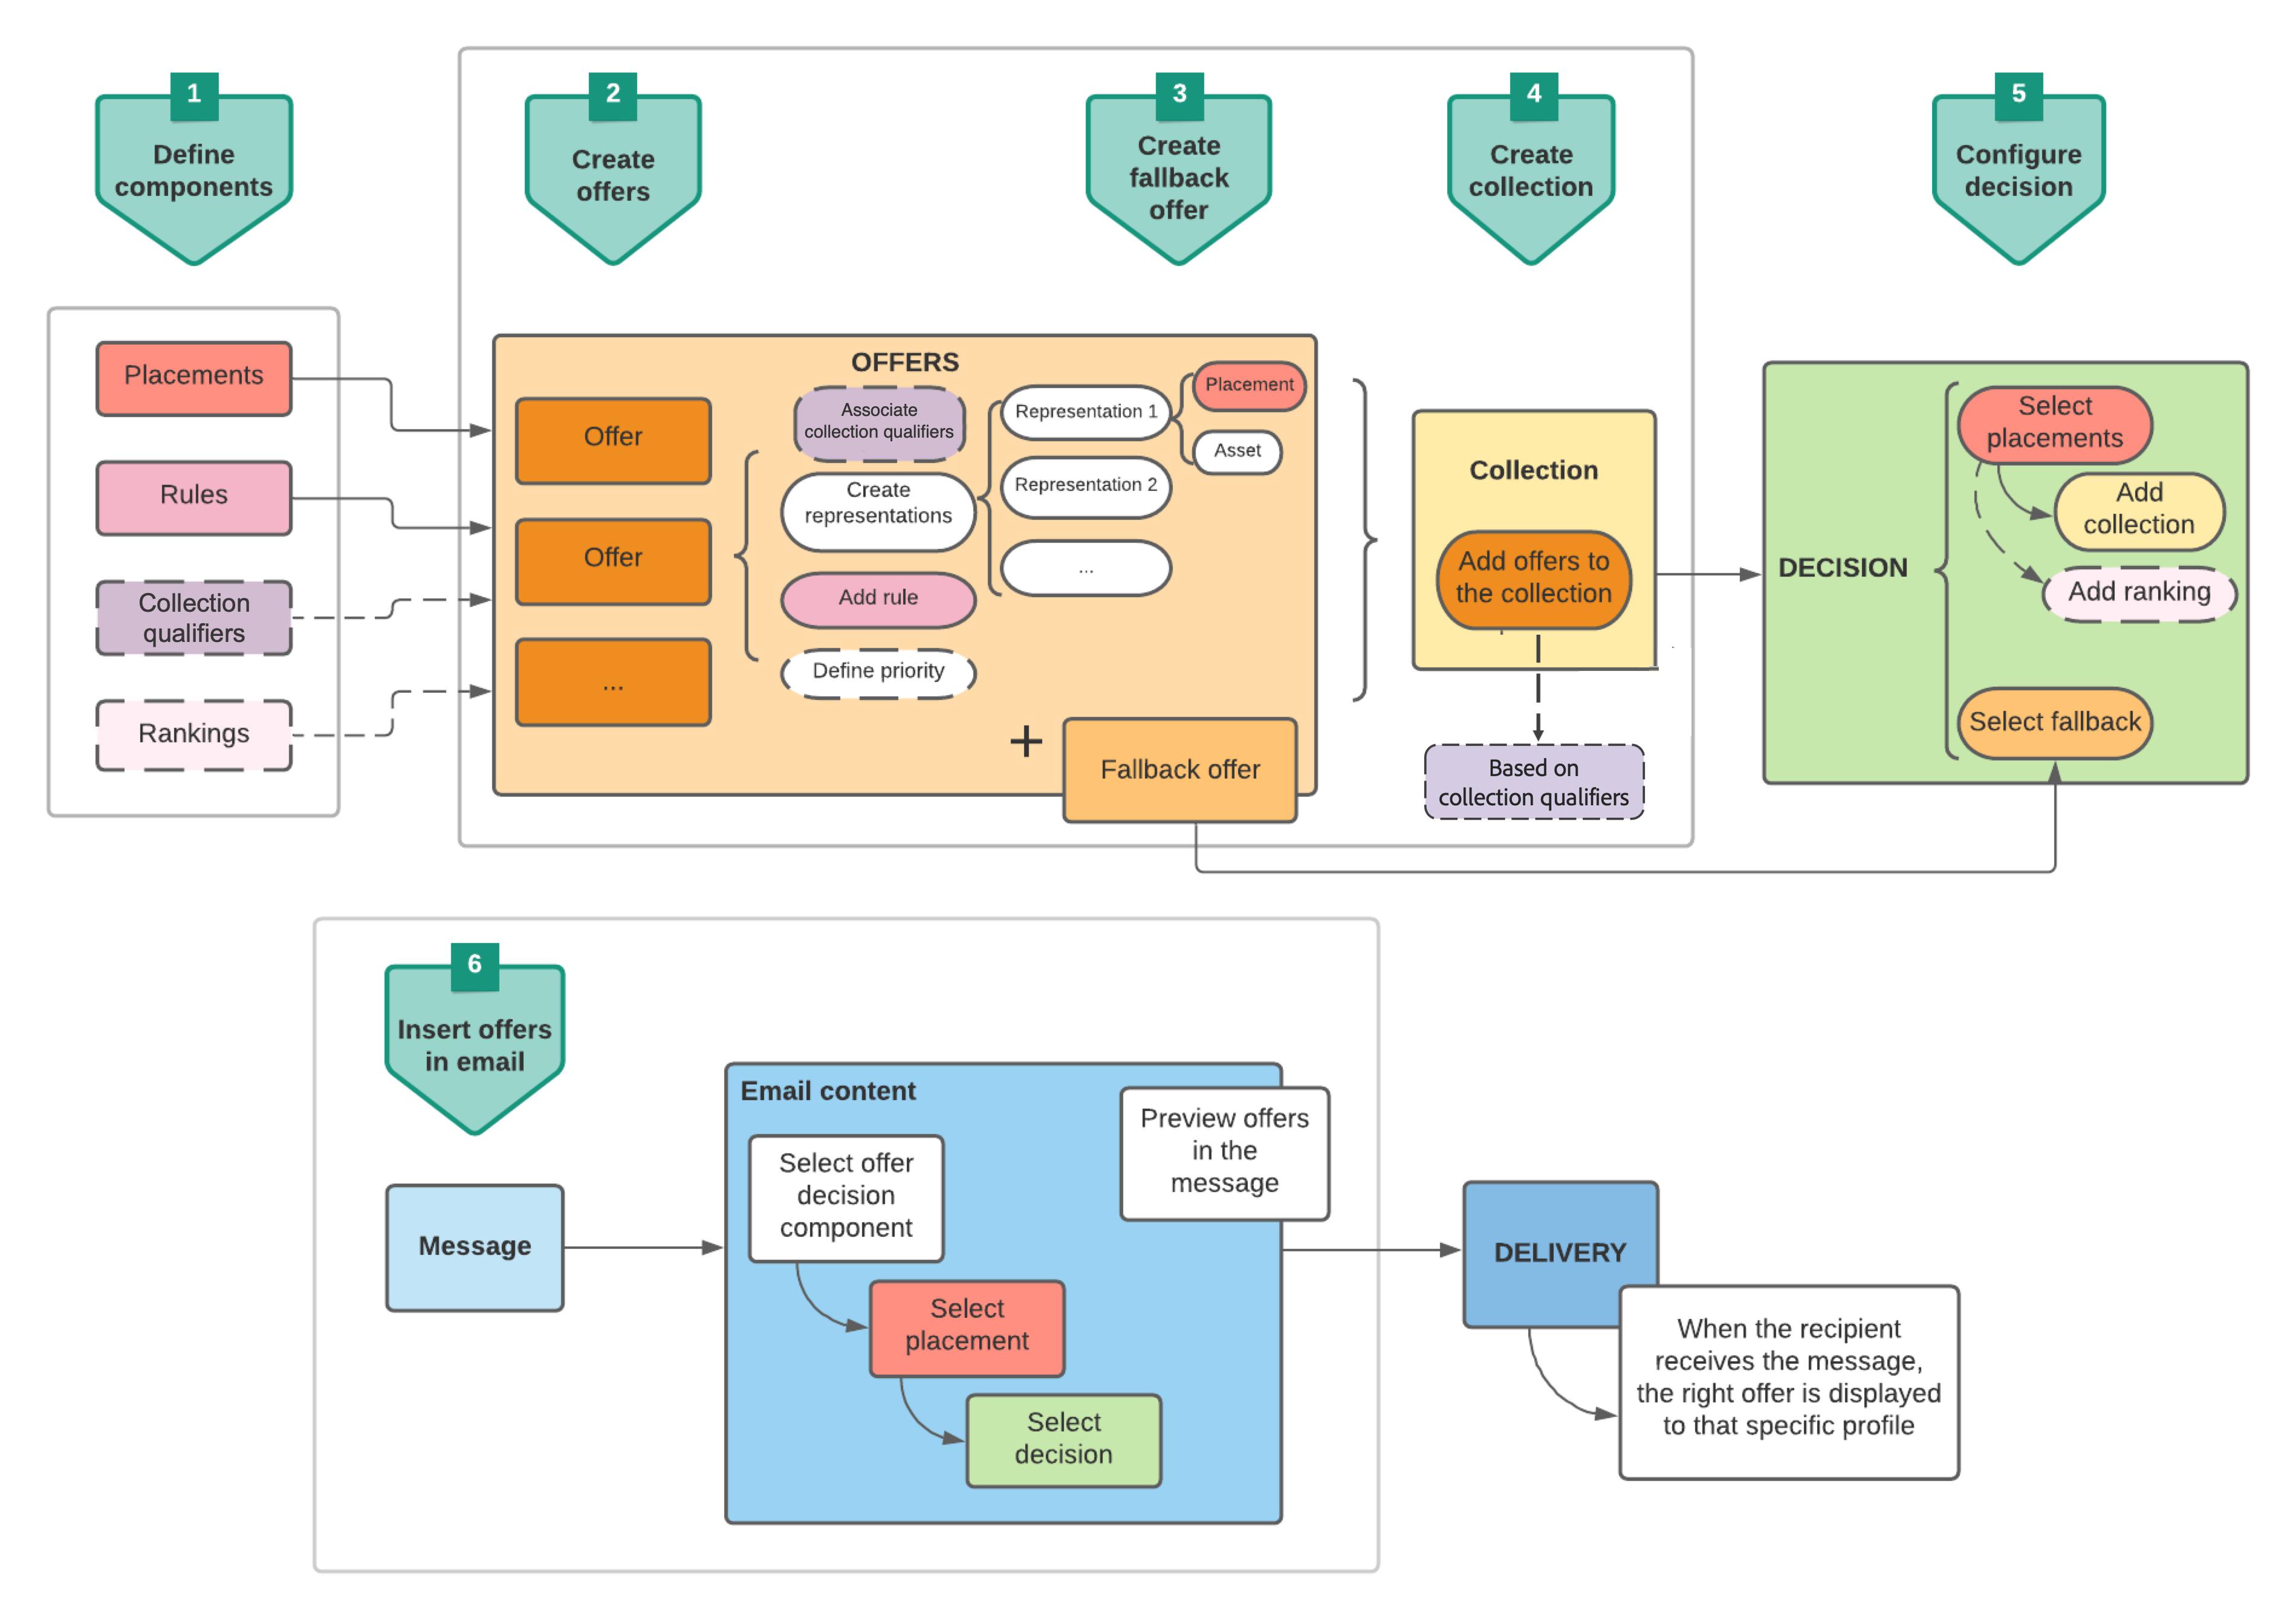 1
Define
components
2
Create
offers
3
Create
fallback
offer
4
Create
collection
5
Configure
decision
Placements
Rules
Collection
qualifiers
Rankings
OFFERS
Offer
Offer
...
Associate
collection qualifiers
Create
representations
Add rule
Define priority
Representation 1
Representation 2
...
Placement
Asset
+
Fallback offer
Collection
Add offers to
the collection
Based on
collection qualifiers
DECISION
Select
placements
Add
collection
Add ranking
Select fallback
6
Insert offers
in email
Message
Email content
Select offer
decision
component
Select
placement
Select
decision
Preview offers
in the
message
DELIVERY
When the recipient
receives the message,
the right offer is displayed
to that specific profile